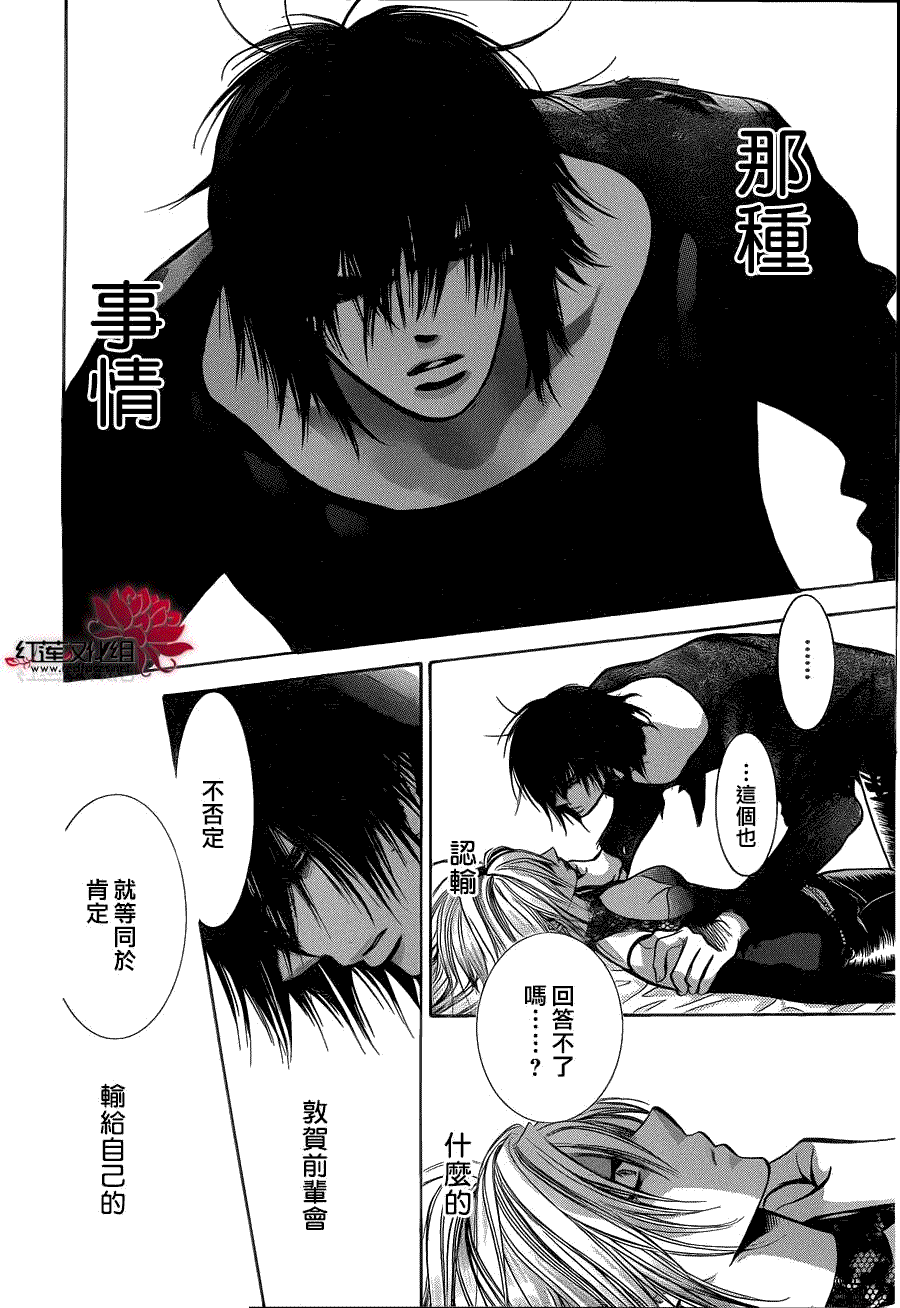 那種
事情
………
…這個也
回答不了
嗎……?
認輸
什麼的
不否定
就等同於
肯定
敦賀前輩會
輸給自己的
红莲文化组